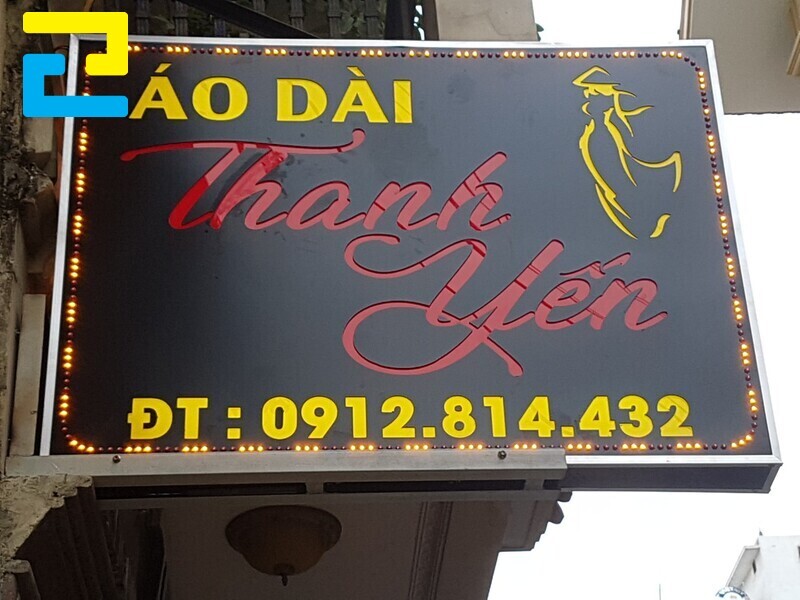 ÁO DÀI
Thanh
Yến
ĐT : 0912.814.432